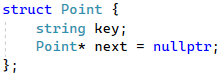 struct Point {
    string key;
    Point* next = nullptr;
};